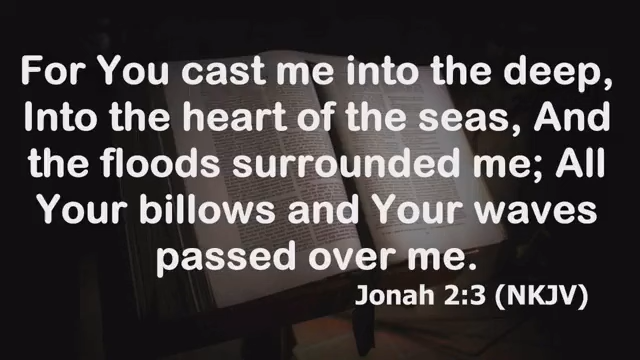 For You cast me into the deep,
Into the heart of the seas, And
the floods surrounded me; All
Your billows and Your waves
passed over me.
Jonah 2:3 (NKJV)